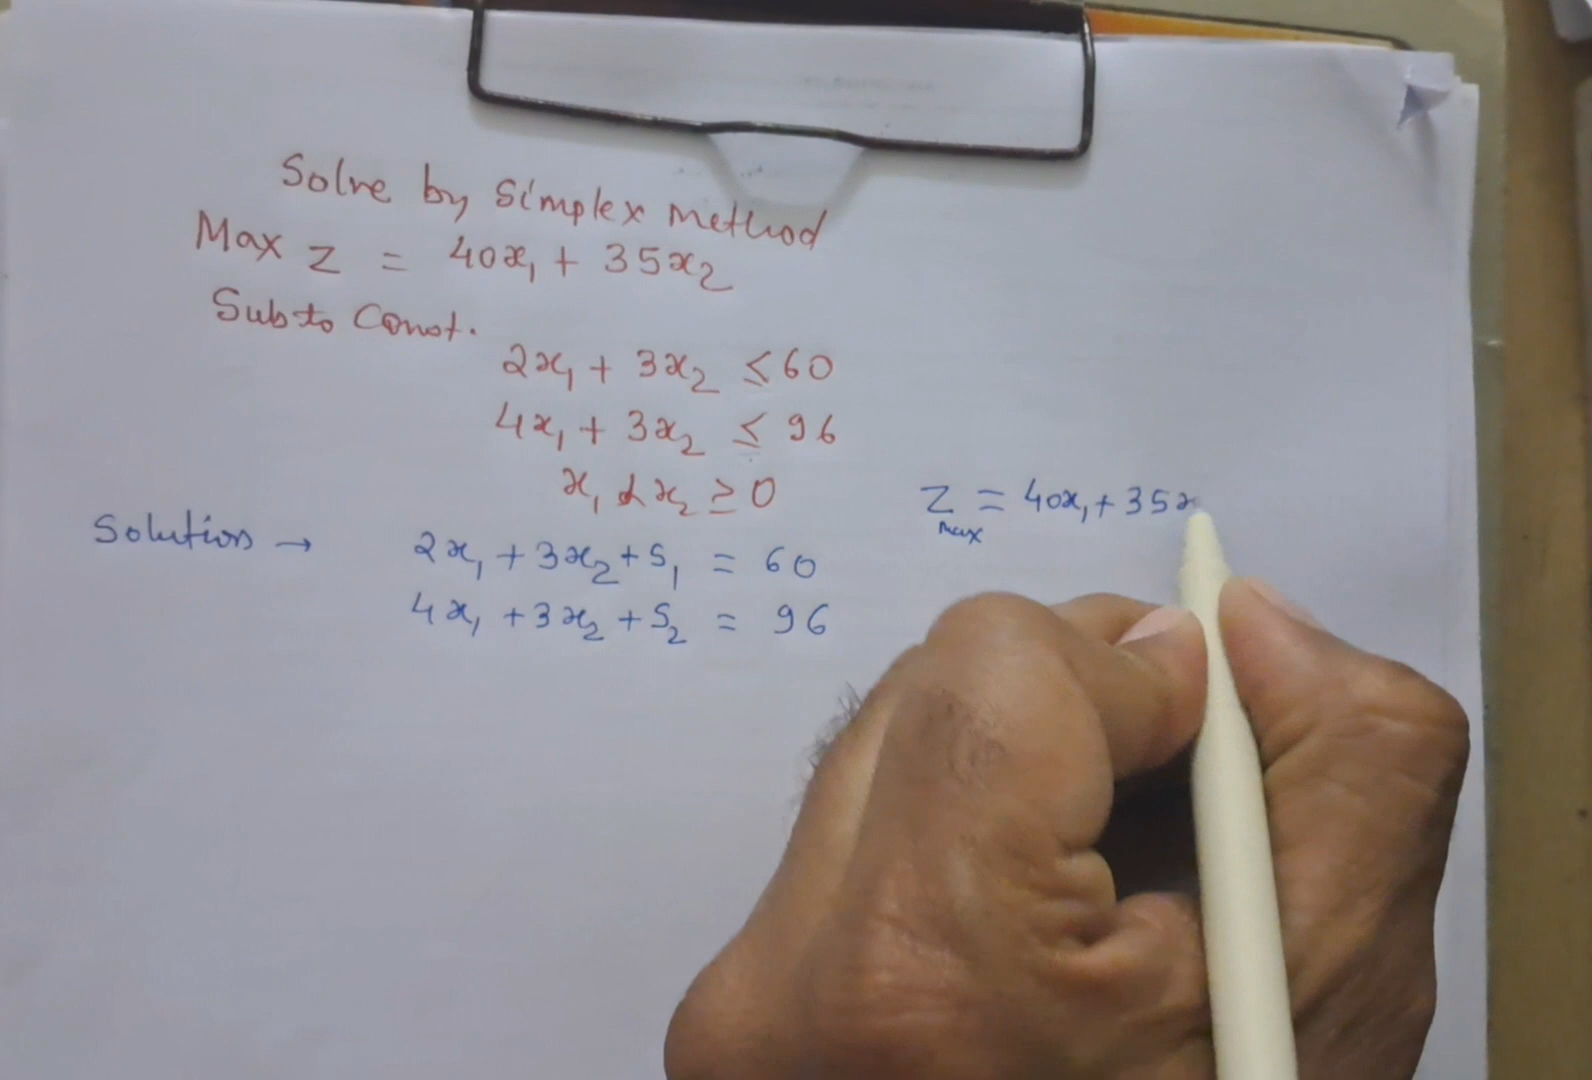 Solve by Simplex method
Max Z = 40x₁ + 35x₂
Sub to Const.
2x₁ + 3x₂ ≤ 60
4x₁ + 3x₂ ≤ 96
x₁ & x₂ ≥ 0
Solution → 2x₁ + 3x₂ + S₁ = 60
4x₁ + 3x₂ + S₂ = 96
Z = 40x₁ + 35x
Max